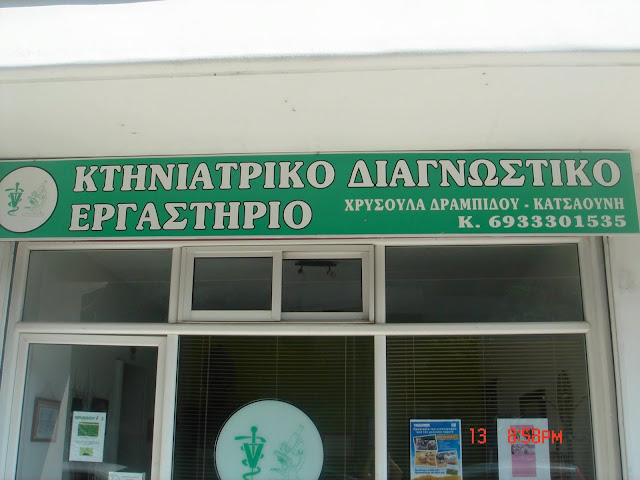 ΚΤΗΝΙΑΤΡΙΚΟ ΔΙΑΓΝΩΣΤΙΚΟ
ΕΡΓΑΣΤΗΡΙΟ
ΧΡΥΣΟΥΛΑ ΔΡΑΜΠΙΔΟΥ - ΚΑΤΣΑΟΥΝΗ
Κ. 6933301535
13 8:58PM